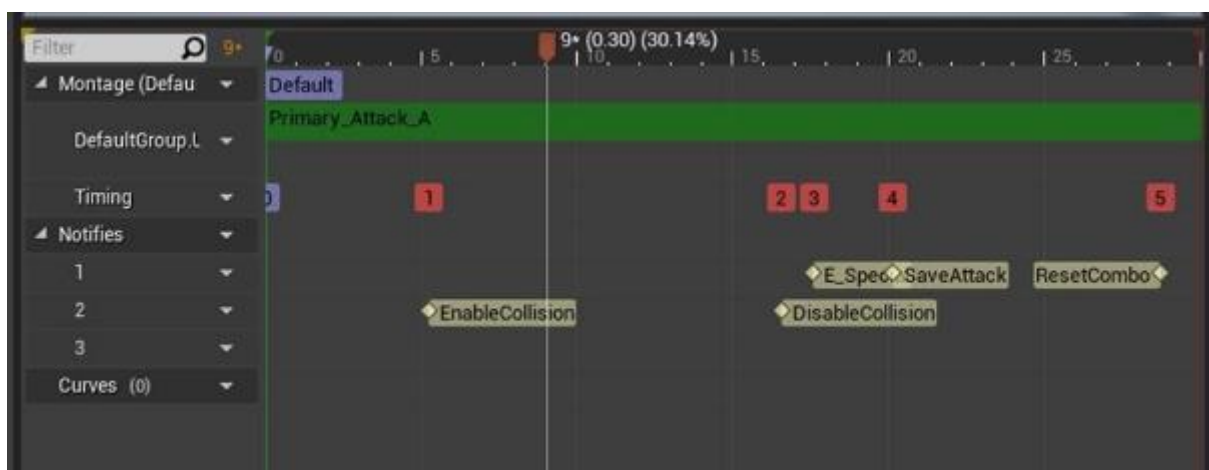 Filter 9* 9* (0.30) (30.14%)
0 5 10 15 20 25
Montage (Defau Default
Primary_Attack_A
DefaultGroup.
Timing 1 2 3 4 5
Notifies
1 E_Spec SaveAttack ResetCombo
2 EnableCollision DisableCollision
3
Curves (0)